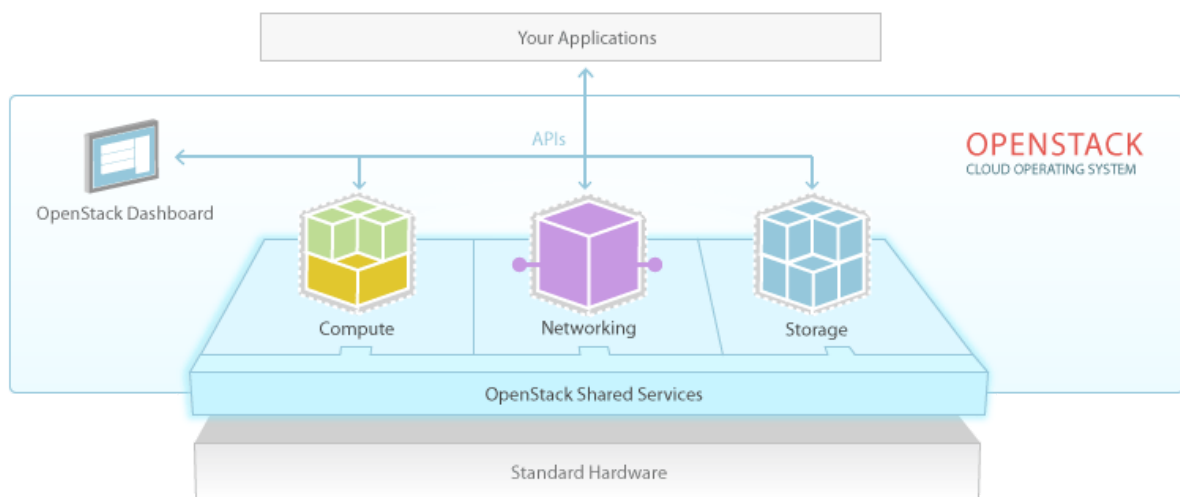 Your Applications
APIs
OPENSTACK
CLOUD OPERATING SYSTEM
OpenStack Dashboard
Compute
Networking
Storage
OpenStack Shared Services
Standard Hardware